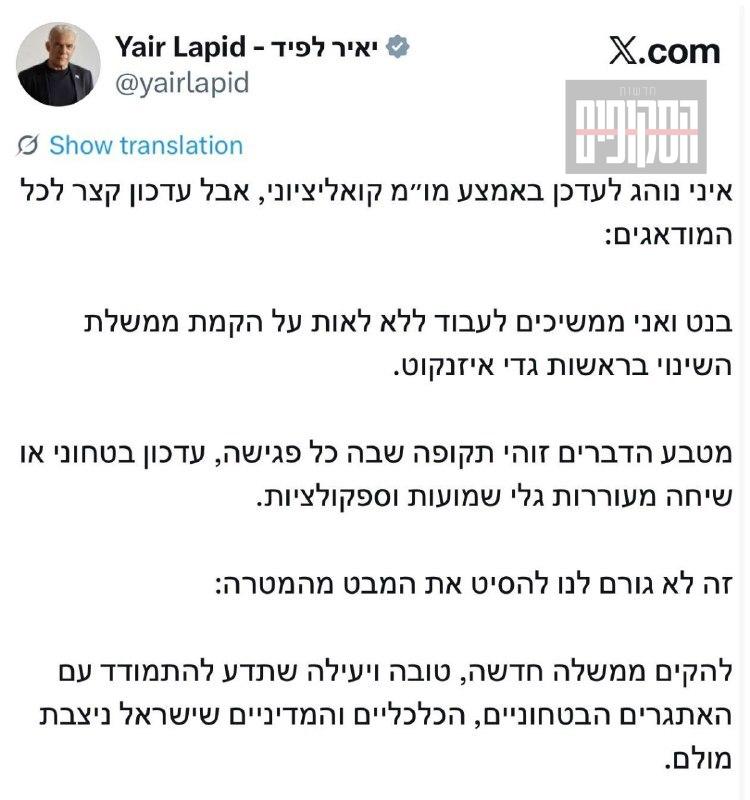 Yair Lapid - יאיר לפיד
@yairlapid
X.com
חדשות
הסקופים
Show translation
איני נוהג לעדכן באמצע מו״מ קואליציוני, אבל עדכון קצר לכל
המודאגים:
בנט ואני ממשיכים לעבוד ללא לאות על הקמת ממשלת
השינוי בראשות גדי איזנקוט.
מטבע הדברים זוהי תקופה שבה כל פגישה, עדכון בטחוני או
שיחה מעוררות גלי שמועות וספקולציות.
זה לא גורם לנו להסיט את המבט מהמטרה:
להקים ממשלה חדשה, טובה ויעילה שתדע להתמודד עם
האתגרים הבטחוניים, הכלכליים והמדיניים שישראל ניצבת
מולם.